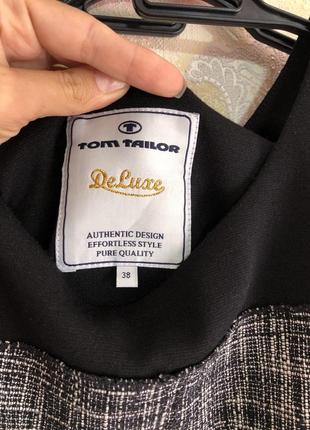 TOM TAILOR
DeLuxe
AUTHENTIC DESIGN
EFFORTLESS STYLE
PURE QUALITY
38